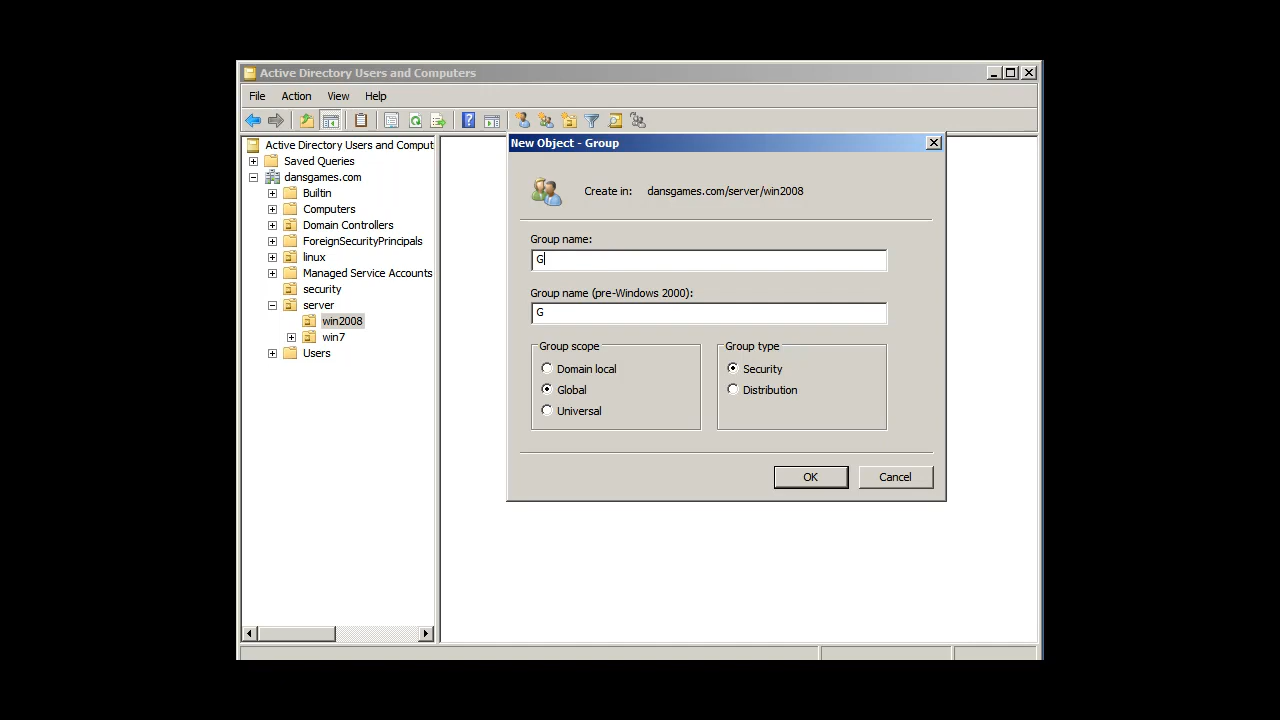 Active Directory Users and Computers
File Action View Help
Active Directory Users and Comput
Saved Queries
dansgames.com
Builtin
Computers
Domain Controllers
ForeignSecurityPrincipals
linux
Managed Service Accounts
security
server
win2008
win7
Users
New Object - Group
Create in: dansgames.com/server/win2008
Group name:
G
Group name (pre-Windows 2000):
G
Group scope
Domain local
Global
Universal
Group type
Security
Distribution
OK Cancel